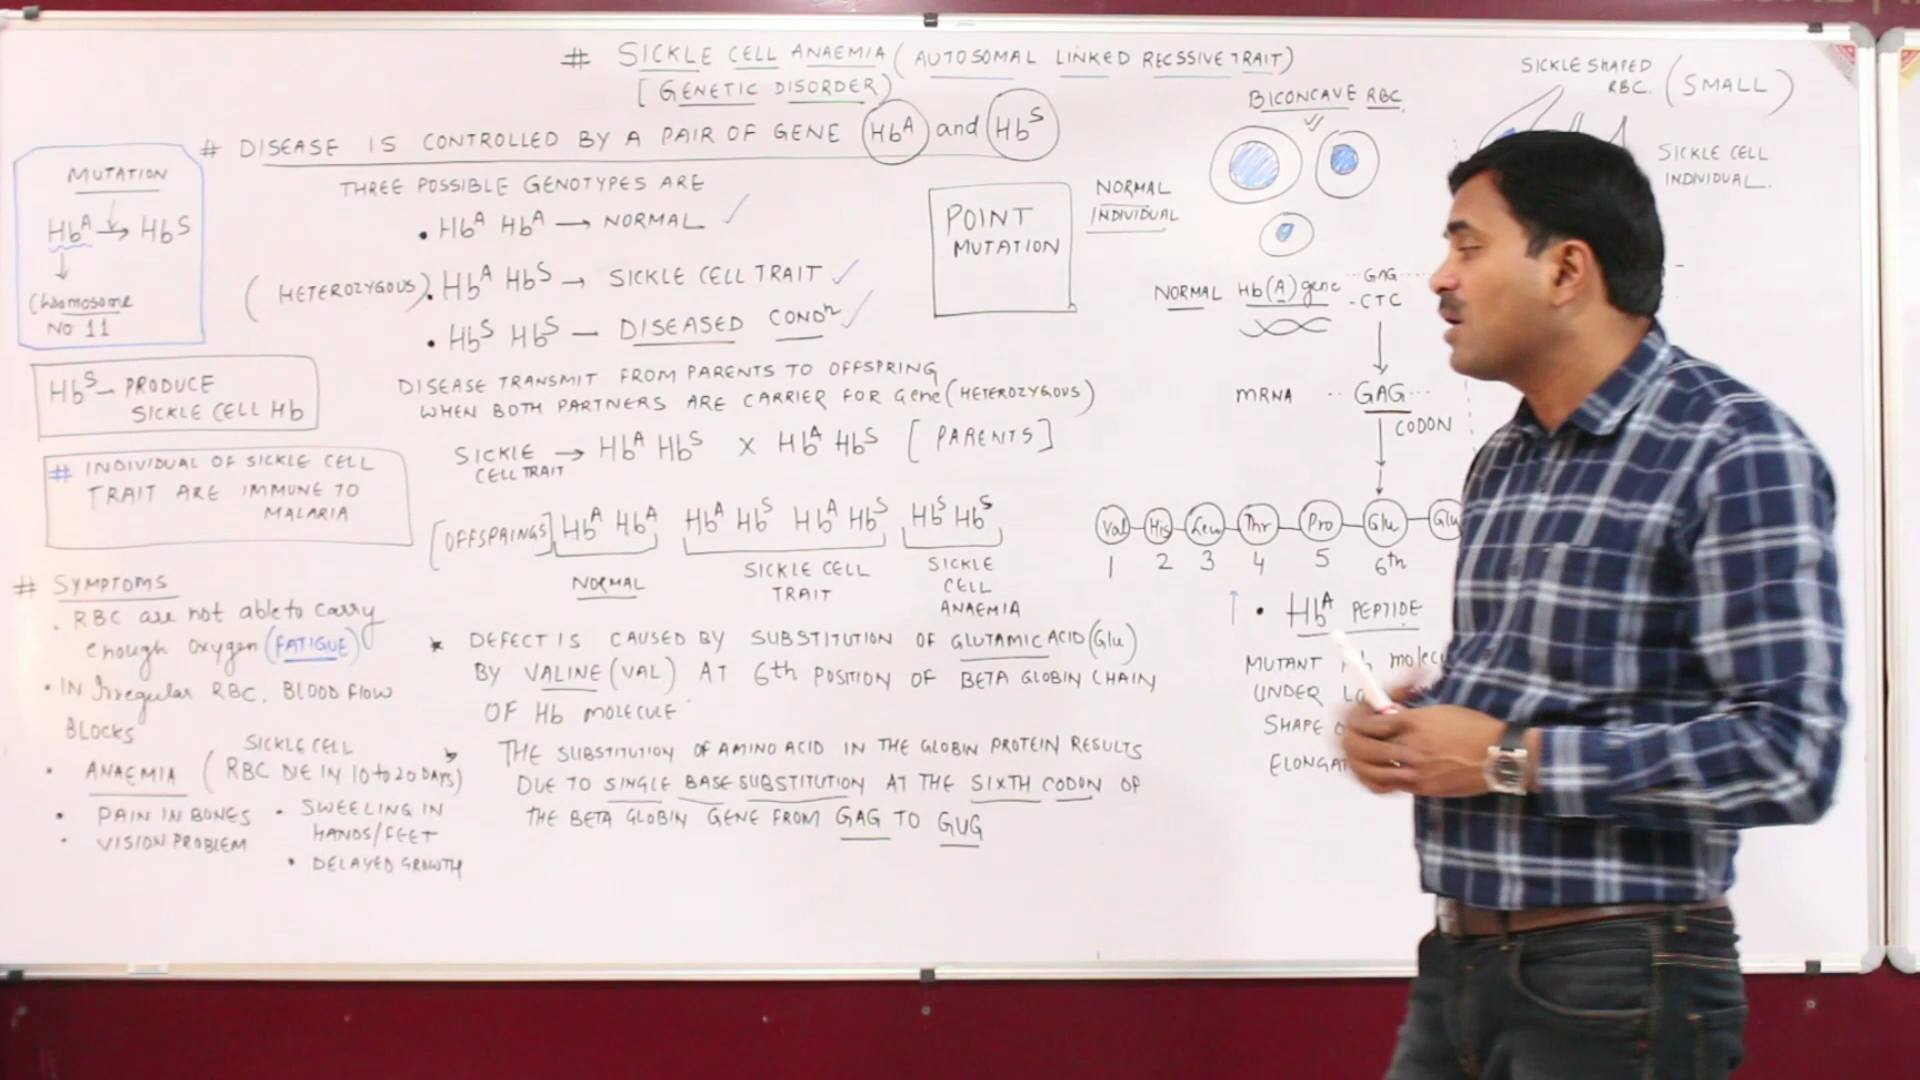 # SICKLE CELL ANAEMIA (AUTOSOMAL LINKED RECSSIVE TRAIT)
[GENETIC DISORDER)
# DISEASE IS CONTROLLED BY A PAIR OF GENE HbA and HbS
MUTATION
HbA → HbS
↓
Chromosome
No 11
THREE POSSIBLE GENOTYPES ARE
• HbA HbA → NORMAL ✓
(HETEROZYGOUS) • HbA HbS → SICKLE CELL TRAIT ✓
• HbS HbS — DISEASED CONDn ✓
POINT
MUTATION
HbS – PRODUCE
SICKLE CELL Hb
# INDIVIDUAL OF SICKLE CELL
TRAIT ARE IMMUNE TO
MALARIA
DISEASE TRANSMIT FROM PARENTS TO OFFSPRING
WHEN BOTH PARTNERS ARE CARRIER FOR Gene (HETEROZYGOUS)
SICKLE → HbA HbS X HbA HbS [PARENTS]
CELL TRAIT
[OFFSPRINGS] HbA HbA HbA HbS HbA HbS HbS HbS
NORMAL
SICKLE CELL
TRAIT
SICKLE
CELL
ANAEMIA
# SYMPTOMS
• RBC are not able to carry
enough oxygen (FATIGUE)
• IN Irregular RBC, BLOOD FLOW
BLOCKS
• ANAEMIA (SICKLE CELL
RBC DIE IN 10 to 20 DAYS)
• PAIN IN BONES
• VISION PROBLEM
• SWEELING IN
HANDS/FEET
• DELAYED GROWTH
* DEFECT IS CAUSED BY SUBSTITUTION OF GLUTAMIC ACID (Glu)
BY VALINE (VAL) AT 6th POSITION OF BETA GLOBIN CHAIN
OF Hb MOLECULE
THE SUBSTITUTION OF AMINO ACID IN THE GLOBIN PROTEIN RESULTS
DUE TO SINGLE BASE SUBSTITUTION AT THE SIXTH CODON OF
THE BETA GLOBIN GENE FROM GAG TO GUG
BICONCAVE RBC
NORMAL
INDIVIDUAL
SICKLE SHAPED
RBC. (SMALL)
SICKLE CELL
INDIVIDUAL.
NORMAL Hb(A) gene
GAG
CTC
mRNA GAG
CODON
Val His Leu Thr Pro Glu Glu
1 2 3 4 5 6th
↑ • HbA PEPTIDE
MUTANT
UNDER
SHAPE